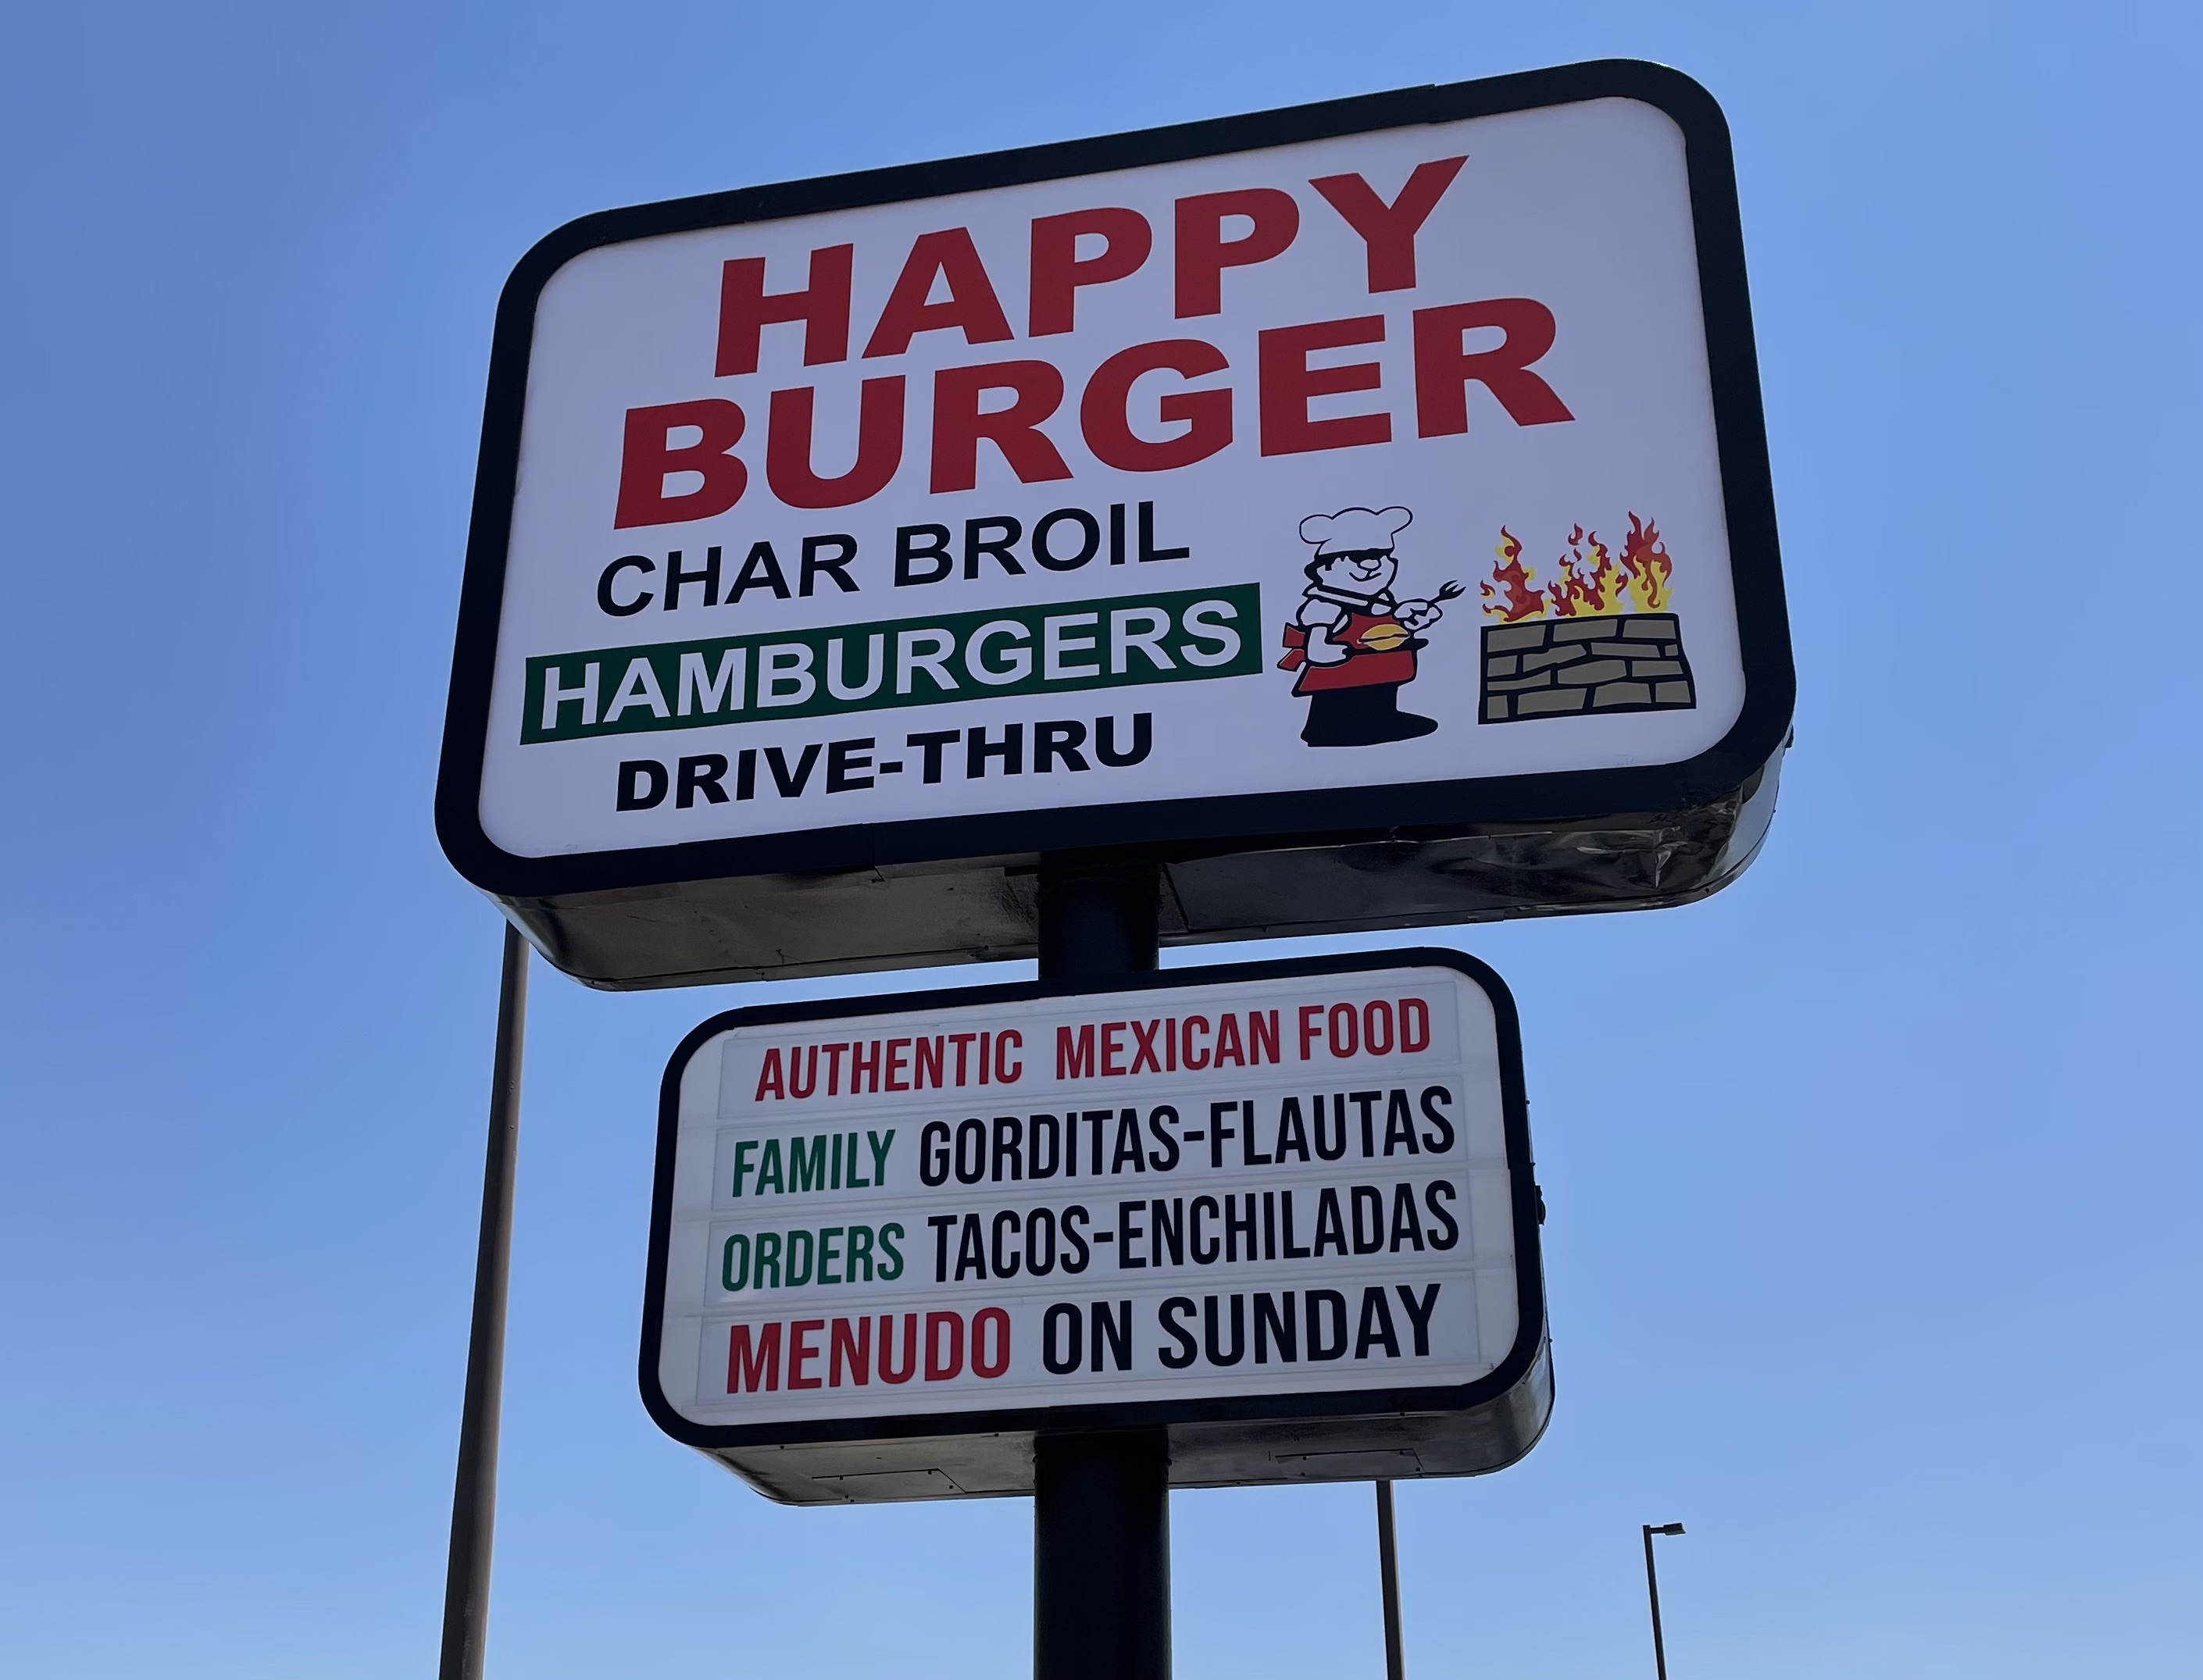 HAPPY
BURGER
CHAR BROIL
HAMBURGERS
DRIVE-THRU
AUTHENTIC MEXICAN FOOD
FAMILY GORDITAS-FLAUTAS
ORDERS TACOS-ENCHILADAS
MENUDO ON SUNDAY